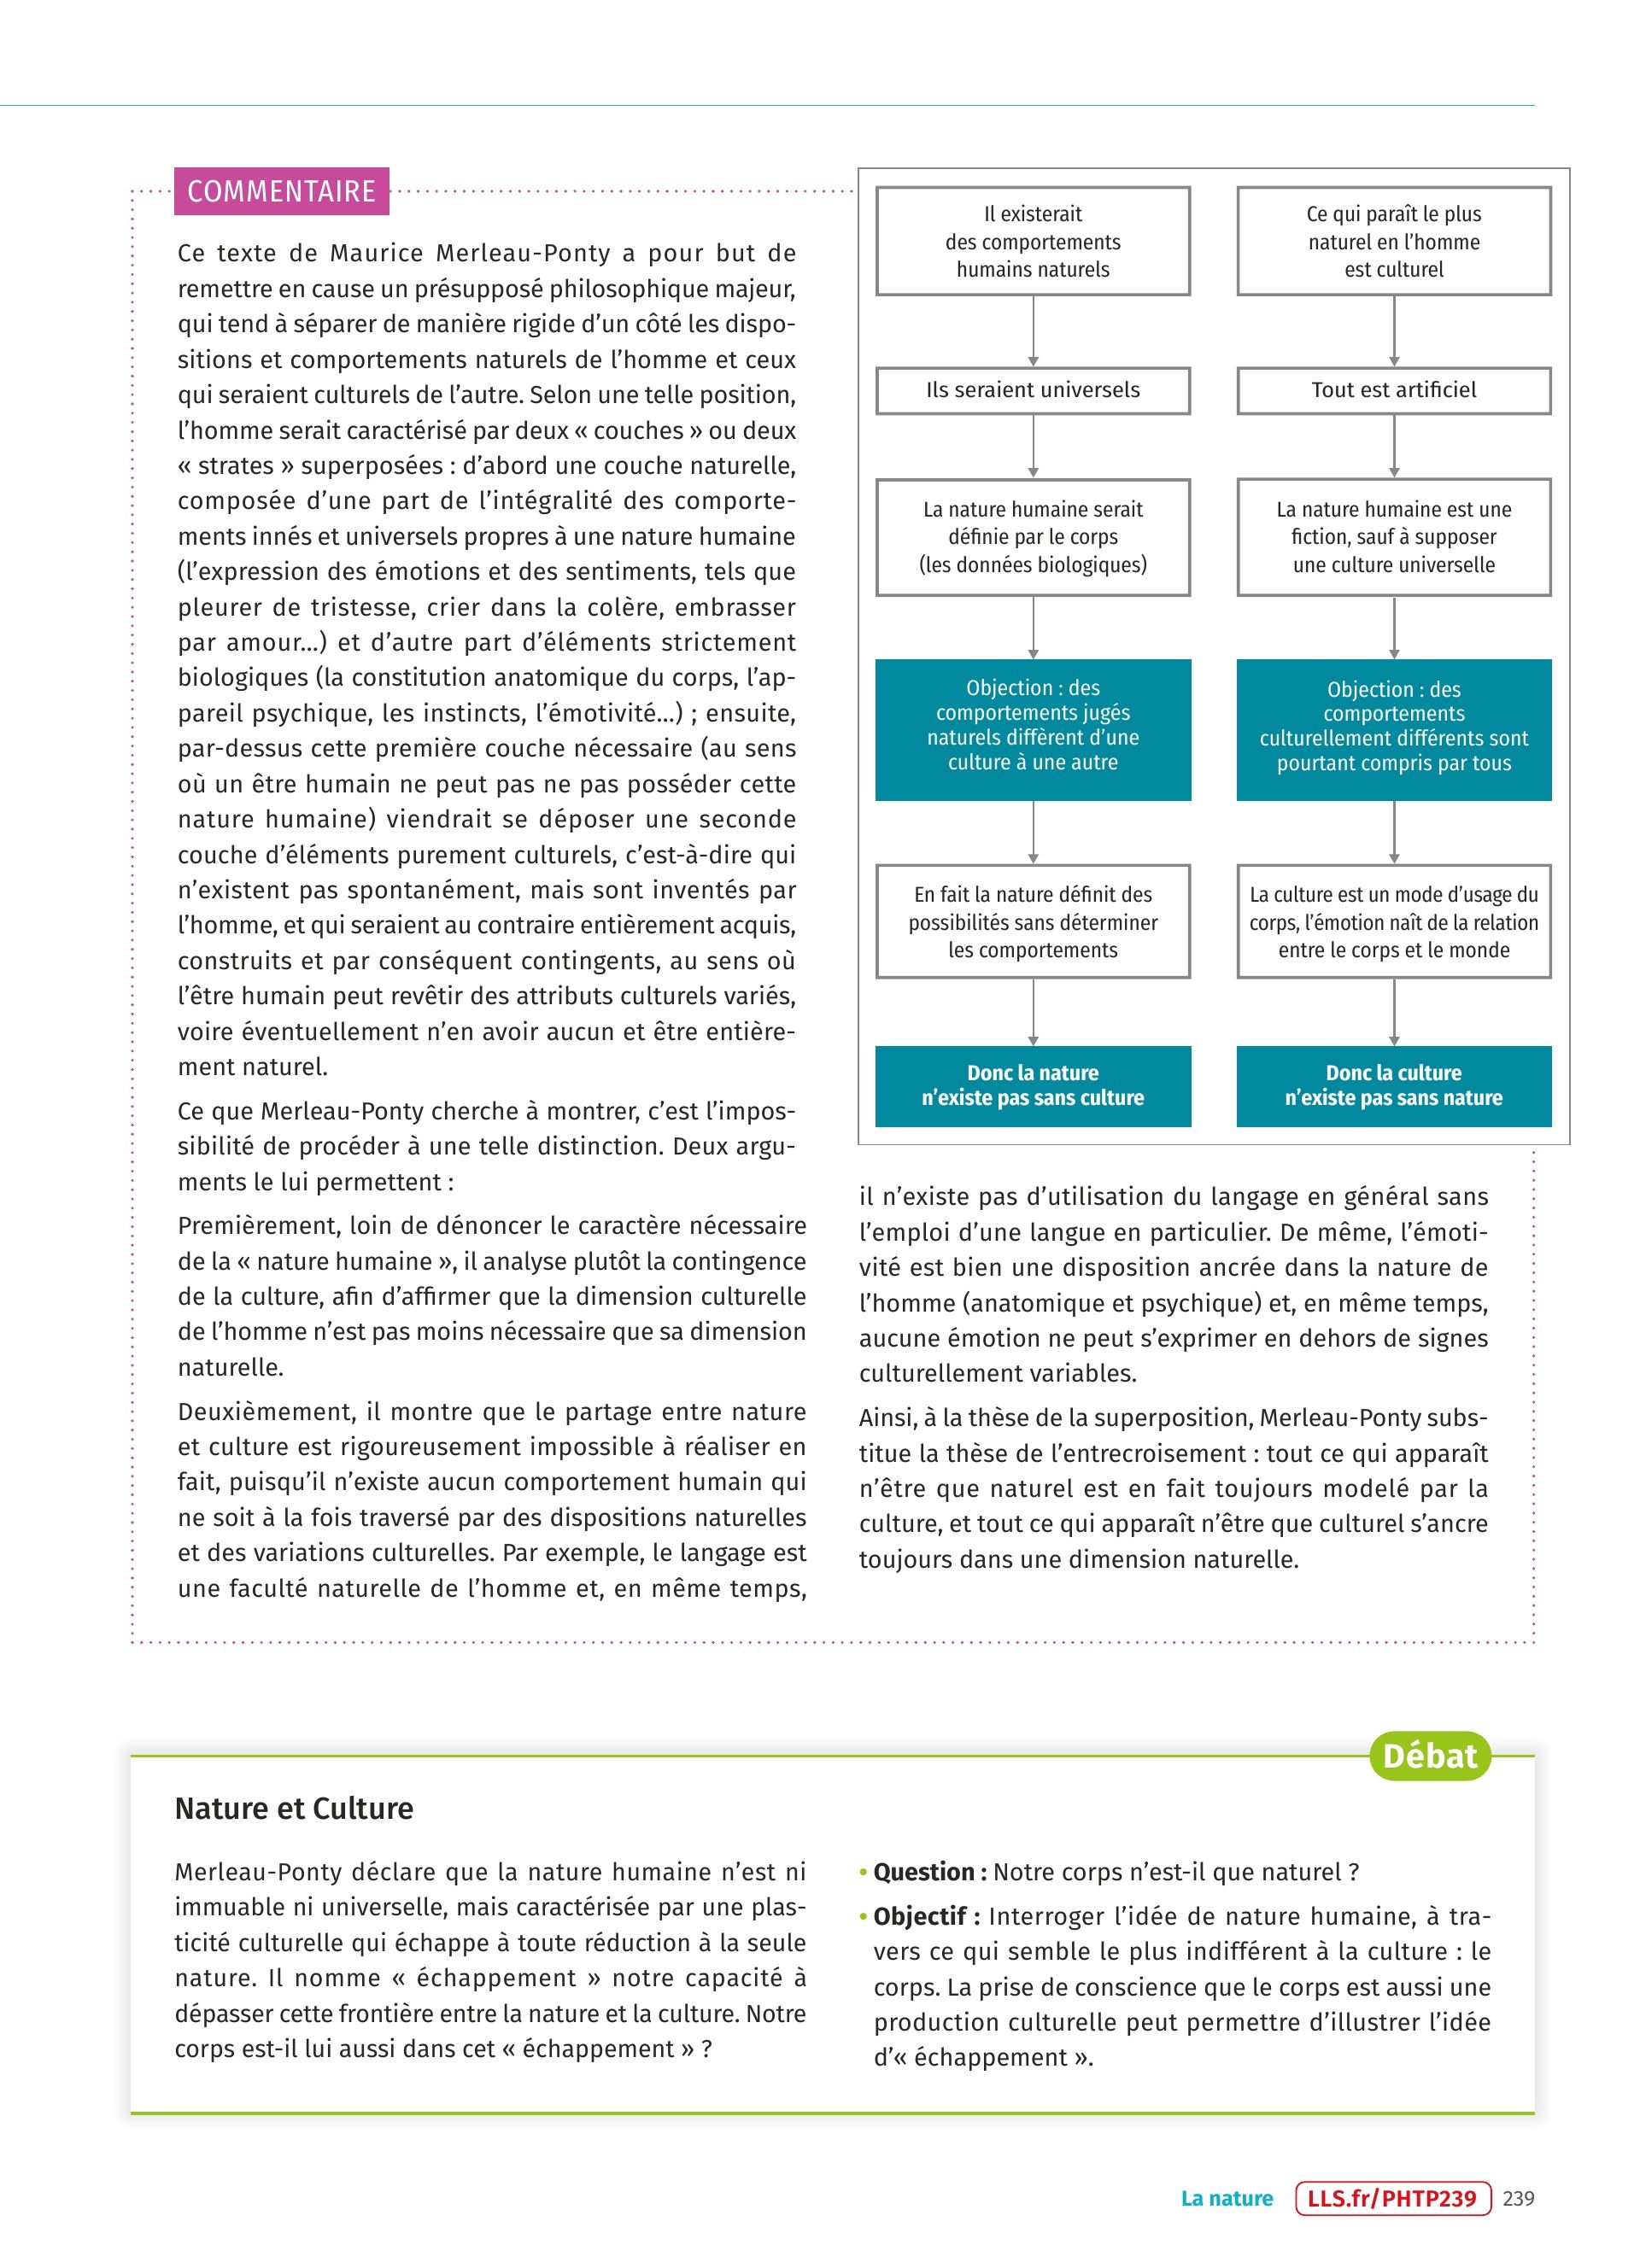 COMMENTAIRE
Ce texte de Maurice Merleau-Ponty a pour but de
remettre en cause un présupposé philosophique majeur,
qui tend à séparer de manière rigide d’un côté les dispo-
sitions et comportements naturels de l’homme et ceux
qui seraient culturels de l’autre. Selon une telle position,
l’homme serait caractérisé par deux « couches » ou deux
« strates » superposées : d’abord une couche naturelle,
composée d’une part de l’intégralité des comporte-
ments innés et universels propres à une nature humaine
(l’expression des émotions et des sentiments, tels que
pleurer de tristesse, crier dans la colère, embrasser
par amour…) et d’autre part d’éléments strictement
biologiques (la constitution anatomique du corps, l’ap-
pareil psychique, les instincts, l’émotivité…) ; ensuite,
par-dessus cette première couche nécessaire (au sens
où un être humain ne peut pas ne pas posséder cette
nature humaine) viendrait se déposer une seconde
couche d’éléments purement culturels, c’est-à-dire qui
n’existent pas spontanément, mais sont inventés par
l’homme, et qui seraient au contraire entièrement acquis,
construits et par conséquent contingents, au sens où
l’être humain peut revêtir des attributs culturels variés,
voire éventuellement n’en avoir aucun et être entière-
ment naturel.
Ce que Merleau-Ponty cherche à montrer, c’est l’impos-
sibilité de procéder à une telle distinction. Deux argu-
ments le lui permettent :
Premièrement, loin de dénoncer le caractère nécessaire
de la « nature humaine », il analyse plutôt la contingence
de la culture, afin d’affirmer que la dimension culturelle
de l’homme n’est pas moins nécessaire que sa dimension
naturelle.
Deuxièmement, il montre que le partage entre nature
et culture est rigoureusement impossible à réaliser en
fait, puisqu’il n’existe aucun comportement humain qui
ne soit à la fois traversé par des dispositions naturelles
et des variations culturelles. Par exemple, le langage est
une faculté naturelle de l’homme et, en même temps,
Il existerait
des comportements
humains naturels
Ils seraient universels
La nature humaine serait
définie par le corps
(les données biologiques)
Objection : des
comportements jugés
naturels diffèrent d’une
culture à une autre
En fait la nature définit des
possibilités sans déterminer
les comportements
Donc la nature
n’existe pas sans culture
Ce qui paraît le plus
naturel en l’homme
est culturel
Tout est artificiel
La nature humaine est une
fiction, sauf à supposer
une culture universelle
Objection : des
comportements
culturellement différents sont
pourtant compris par tous
La culture est un mode d’usage du
corps, l’émotion naît de la relation
entre le corps et le monde
Donc la culture
n’existe pas sans nature
il n’existe pas d’utilisation du langage en général sans
l’emploi d’une langue en particulier. De même, l’émoti-
vité est bien une disposition ancrée dans la nature de
l’homme (anatomique et psychique) et, en même temps,
aucune émotion ne peut s’exprimer en dehors de signes
culturellement variables.
Ainsi, à la thèse de la superposition, Merleau-Ponty subs-
titue la thèse de l’entrecroisement : tout ce qui apparaît
n’être que naturel est en fait toujours modelé par la
culture, et tout ce qui apparaît n’être que culturel s’ancre
toujours dans une dimension naturelle.
Débat
Nature et Culture
Merleau-Ponty déclare que la nature humaine n’est ni
immuable ni universelle, mais caractérisée par une plas-
ticité culturelle qui échappe à toute réduction à la seule
nature. Il nomme « échappement » notre capacité à
dépasser cette frontière entre la nature et la culture. Notre
corps est-il lui aussi dans cet « échappement » ?
• Question : Notre corps n’est-il que naturel ?
• Objectif : Interroger l’idée de nature humaine, à tra-
vers ce qui semble le plus indifférent à la culture : le
corps. La prise de conscience que le corps est aussi une
production culturelle peut permettre d’illustrer l’idée
d’« échappement ».
La nature LLS.fr/PHTP239 239